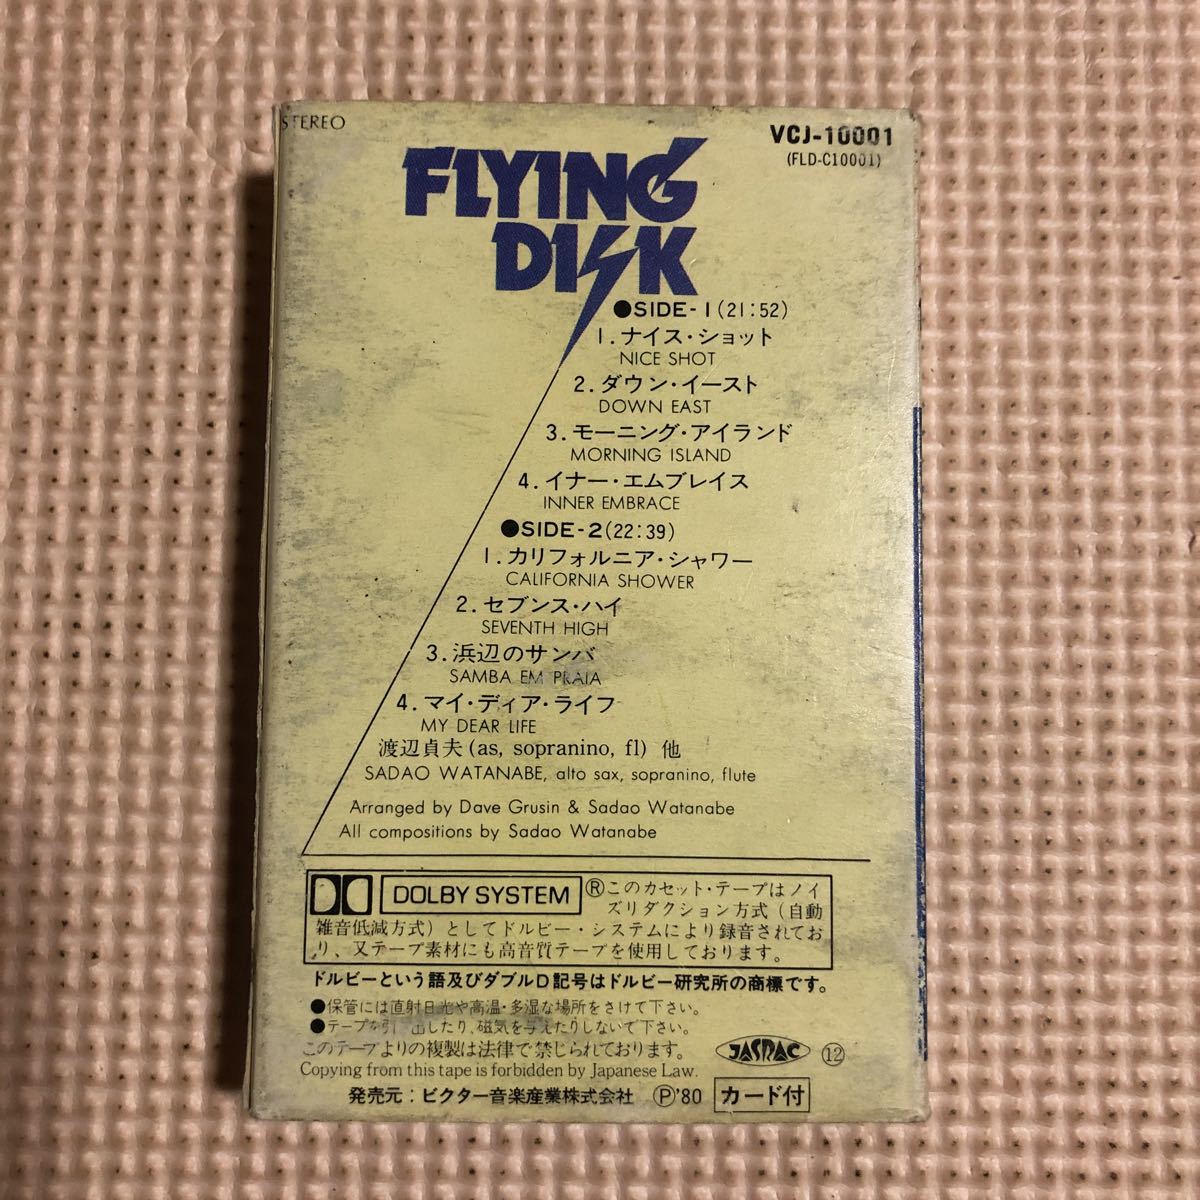 STEREO
VCJ-10001
(FLD-C10001)
FLYING
DISK
●SIDE-1(21:52)
1.ナイス・ショット
NICE SHOT
2.ダウン・イースト
DOWN EAST
3.モーニング・アイランド
MORNING ISLAND
4.イナー・エムブレイス
INNER EMBRACE
●SIDE-2(22:39)
1.カリフォルニア・シャワー
CALIFORNIA SHOWER
2.セブンス・ハイ
SEVENTH HIGH
3.浜辺のサンバ
SAMBA EM PRAIA
4.マイ・ディア・ライフ
MY DEAR LIFE
渡辺貞夫(as, sopranino, fl) 他
SADAO WATANABE, alto sax, sopranino, flute
Arranged by Dave Grusin & Sadao Watanabe
All compositions by Sadao Watanabe
DOLBY SYSTEM ®このカセット・テープはノイ
ズリダクション方式(自動
雑音低減方式)としてドルビー・システムにより録音されてお
り、又テープ素材にも高音質テープを使用しております。
ドルビーという語及びダブルD記号はドルビー研究所の商標です。
●保管には直射日光や高温・多湿な場所をさけて下さい。
●テープを引出したり、磁気を与えたりしないで下さい。
このテープよりの複製は法律で禁じられております。
JASRAC ⑫
Copying from this tape is forbidden by Japanese Law.
発売元:ビクター音楽産業株式会社 Ⓟ'80 カード付